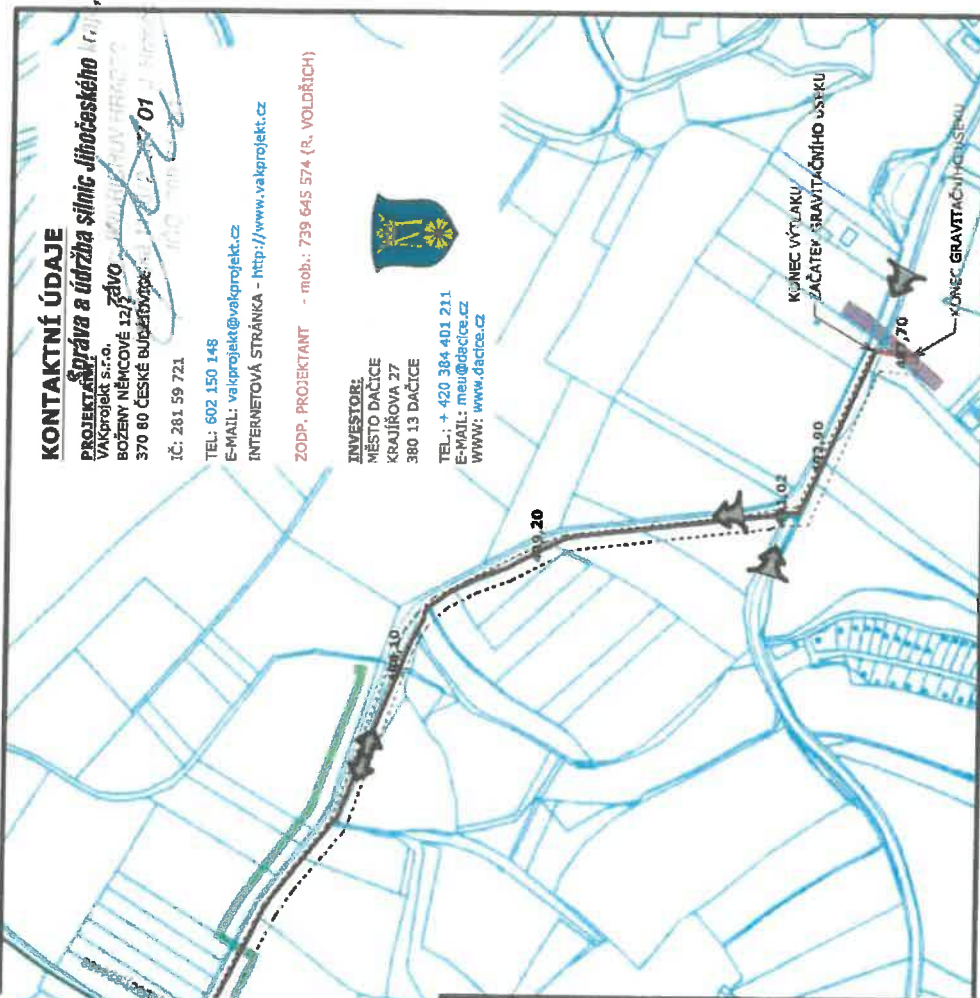 KONTAKTNÍ ÚDAJE
Správa a údržba silnic Jihočeského
PROJEKTANT:
VAKprojekt s.r.o.
závo
BOŽENY NĚMCOVÉ 12/2
370 80 ČESKÉ BUDĚJOVICE
01
IČ: 281 59 721
TEL: 602 150 148
E-MAIL: vakprojekt@vakprojekt.cz
INTERNETOVÁ STRÁNKA - http://www.vakprojekt.cz
ZODP. PROJEKTANT - mob.: 739 645 574 (R. VOLDŘICH)
INVESTOR:
MĚSTO DAČICE
KRAJÍŘOVA 27
380 13 DAČICE
TEL.: + 420 384 401 211
E-MAIL: meu@dacice.cz
WWW: www.dacice.cz
KONEC VÝTLAKU
ZAČÁTEK GRAVITAČNÍHO ÚSEKU
KONEC GRAVITAČNÍHO ÚSEKU